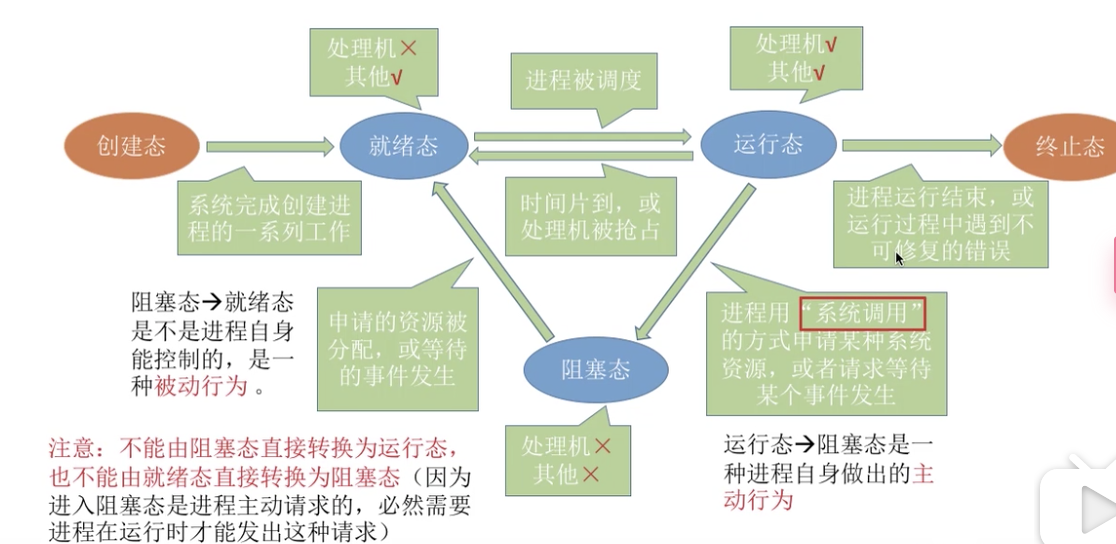 处理机×
其他√
进程被调度
处理机√
其他√
创建态
就绪态
运行态
终止态
系统完成创建进
程的一系列工作
时间片到，或
处理机被抢占
进程运行结束，或
运行过程中遇到不
可修复的错误
阻塞态→就绪态
是不是进程自身
能控制的，是一
种被动行为 。
申请的资源被
分配，或等待
的事件发生
进程用“系统调用”
的方式申请某种系统
资源，或者请求等待
某个事件发生
阻塞态
处理机×
其他×
运行态→阻塞态是一
种进程自身做出的主
动行为
注意：不能由阻塞态直接转换为运行态，
也不能由就绪态直接转换为阻塞态（因为
进入阻塞态是进程主动请求的，必然需要
进程在运行时才能发出这种请求）